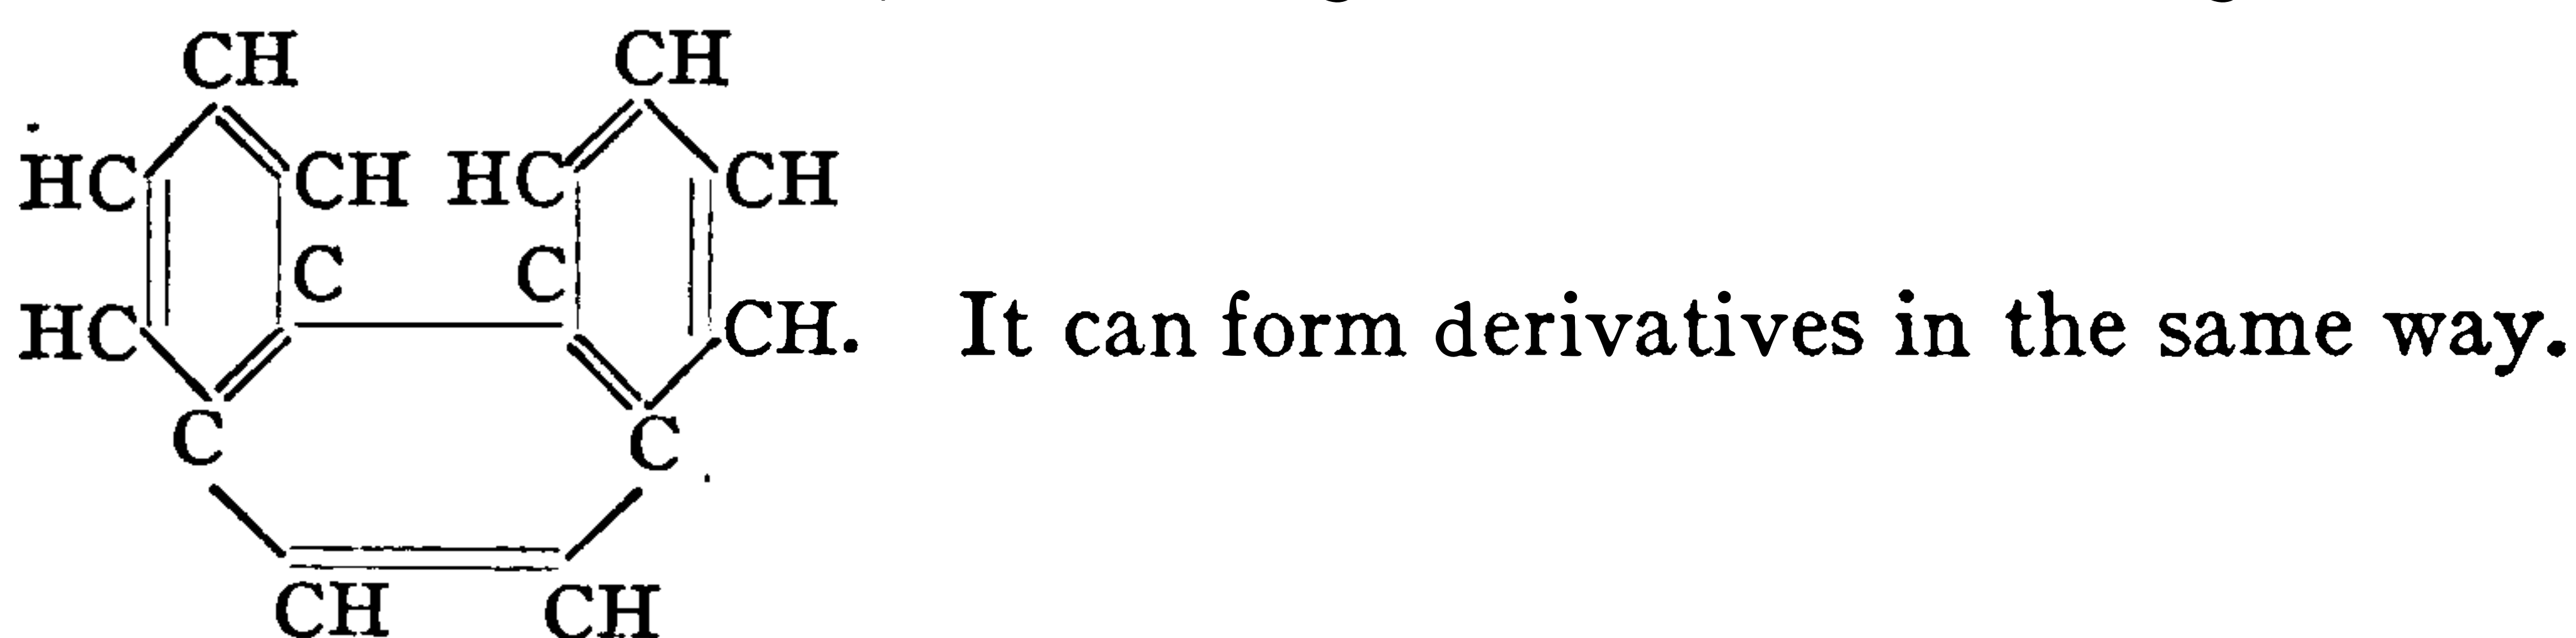 CH CH
HC CH HC CH
C C
HC CH. It can form derivatives in the same way.
C C
CH CH